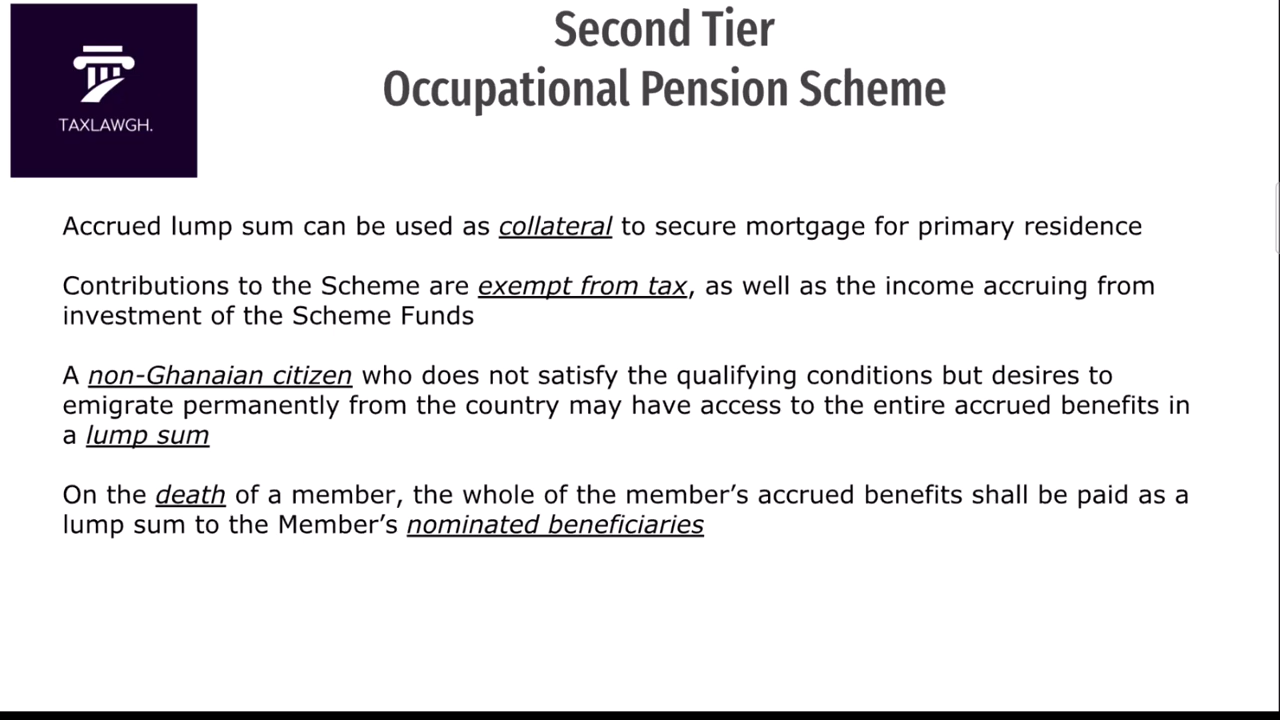 Second Tier
Occupational Pension Scheme
TAXLAWGH.
Accrued lump sum can be used as collateral to secure mortgage for primary residence
Contributions to the Scheme are exempt from tax, as well as the income accruing from
investment of the Scheme Funds
A non-Ghanaian citizen who does not satisfy the qualifying conditions but desires to
emigrate permanently from the country may have access to the entire accrued benefits in
a lump sum
On the death of a member, the whole of the member’s accrued benefits shall be paid as a
lump sum to the Member’s nominated beneficiaries